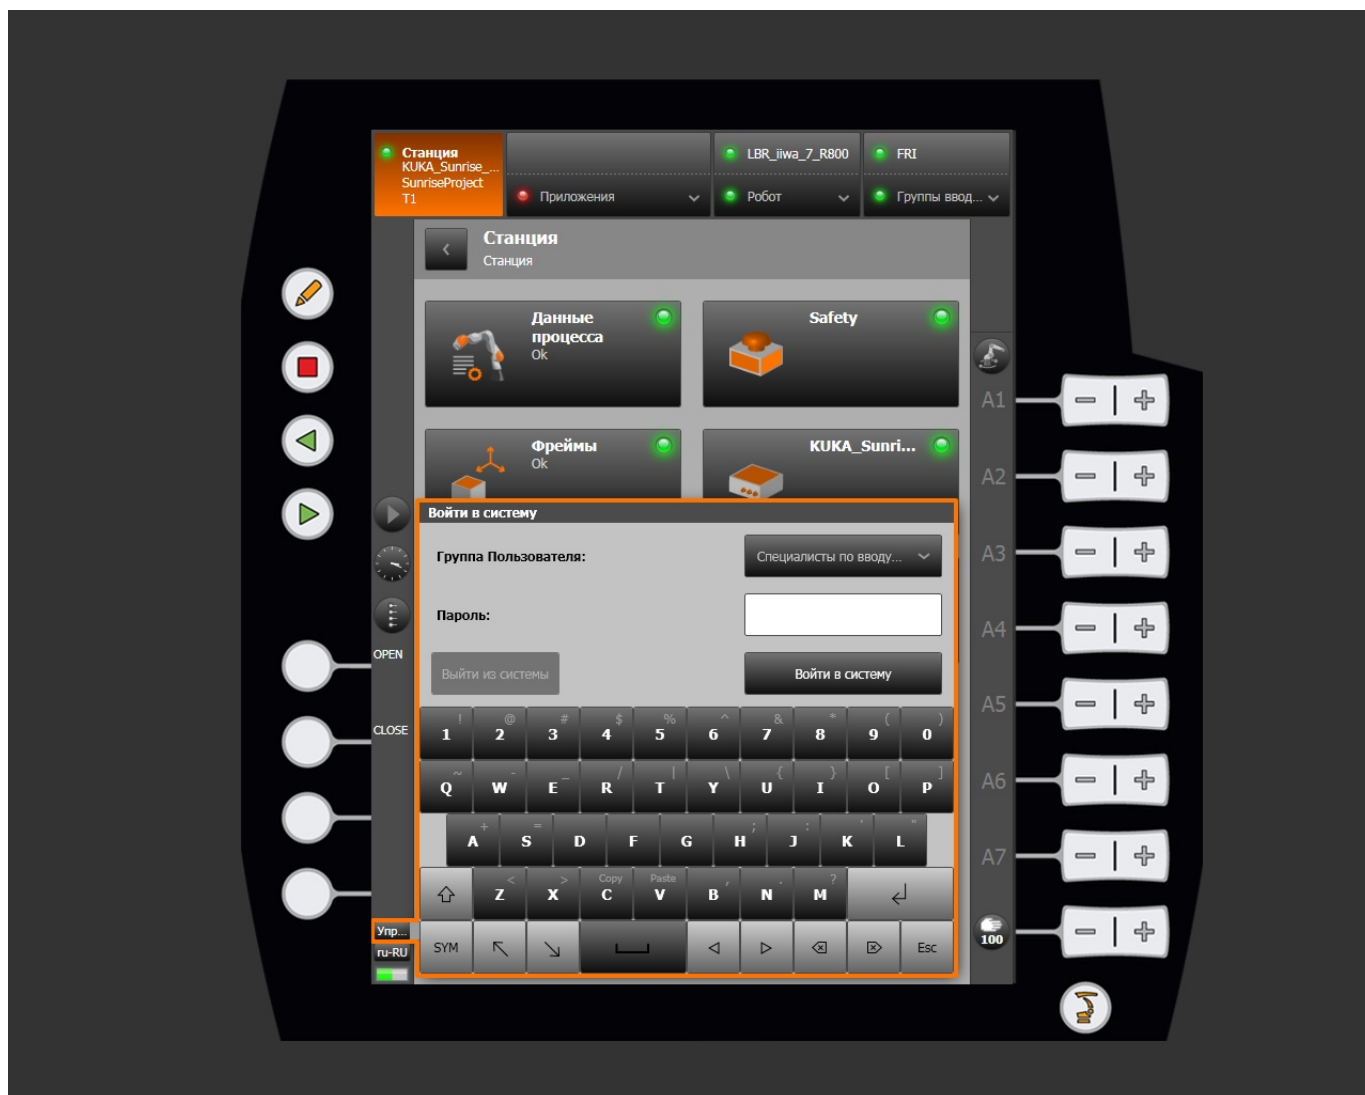 Станция
KUKA_Sunrise_...
SunriseProject
T1
Приложения
LBR_iiwa_7_R800
Робот
FRI
Группы ввод...
Станция
Станция
Данные
процесса
Ok
Safety
Фреймы
Ok
KUKA_Sunri...
Войти в систему
Группа Пользователя:
Специалисты по вводу...
Пароль:
Выйти из системы
Войти в систему
! @ # $ % ^ & * ( )
1 2 3 4 5 6 7 8 9 0
~ - _ / | \ { } [ ]
Q W E R T Y U I O P
+ = ; : ' "
A S D F G H J K L
< > Copy Paste , . ?
Z X C V B N M
SYM Esc
OPEN
CLOSE
Упр...
ru-RU
A1
A2
A3
A4
A5
A6
A7
100